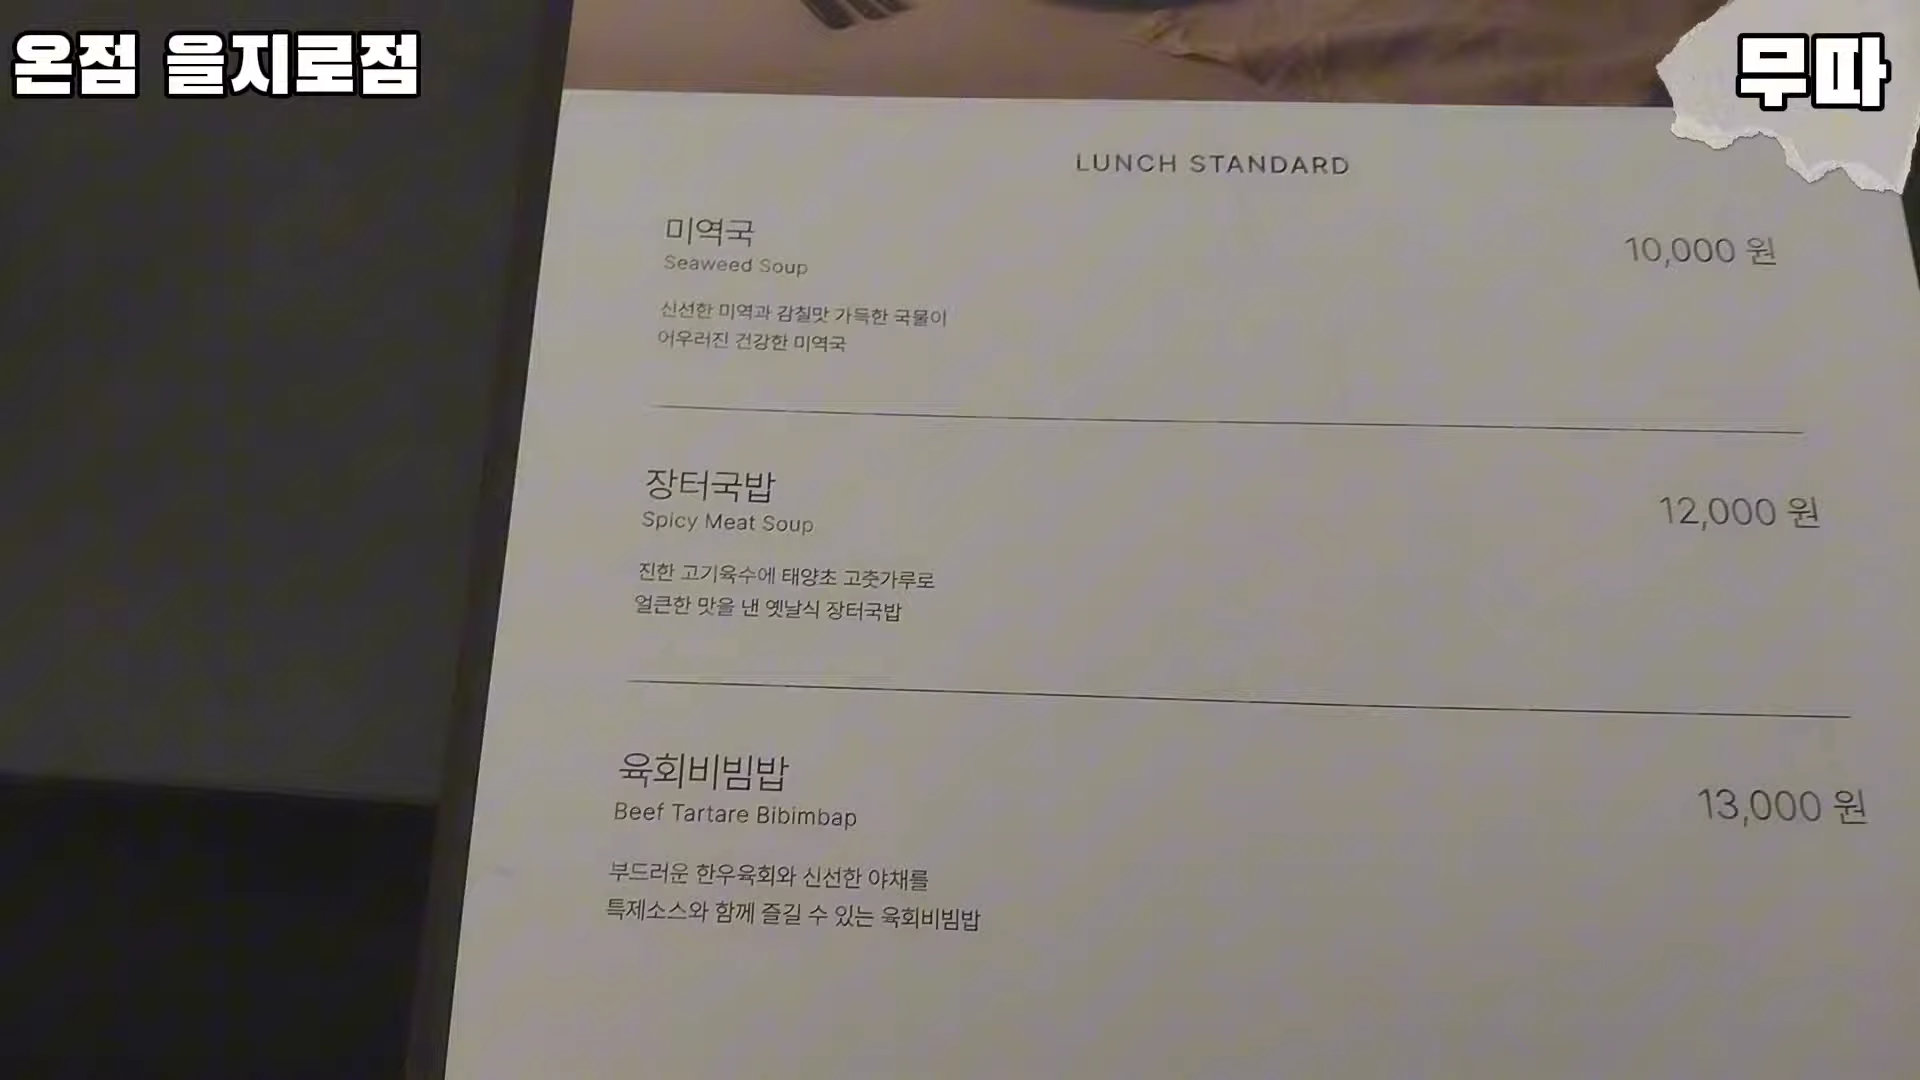 온점 을지로점
무따
LUNCH STANDARD
미역국
10,000 원
Seaweed Soup
신선한 미역과 감칠맛 가득한 국물이
어우러진 건강한 미역국
장터국밥
12,000 원
Spicy Meat Soup
진한 고기육수에 태양초 고춧가루로
얼큰한 맛을 낸 옛날식 장터국밥
육회비빔밥
13,000 원
Beef Tartare Bibimbap
부드러운 한우육회와 신선한 야채를
특제소스와 함께 즐길 수 있는 육회비빔밥